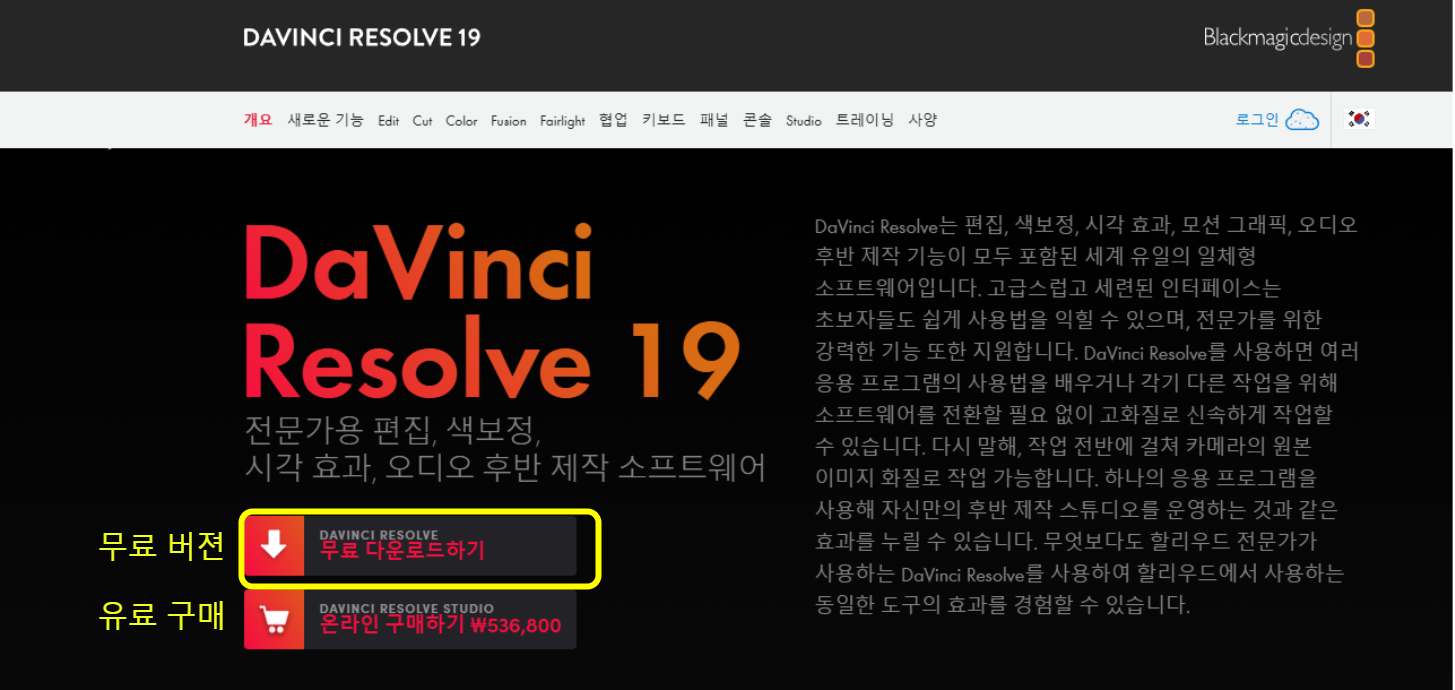 DAVINCI RESOLVE 19
Blackmagicdesign
개요 새로운 기능 Edit Cut Color Fusion Fairlight 협업 키보드 패널 콘솔 Studio 트레이닝 사양
로그인
DaVinci
Resolve 19
전문가용 편집, 색보정,
시각 효과, 오디오 후반 제작 소프트웨어
무료 버젼
DAVINCI RESOLVE
무료 다운로드하기
유료 구매
DAVINCI RESOLVE STUDIO
온라인 구매하기 ₩536,800
DaVinci Resolve는 편집, 색보정, 시각 효과, 모션 그래픽, 오디오
후반 제작 기능이 모두 포함된 세계 유일의 일체형
소프트웨어입니다. 고급스럽고 세련된 인터페이스는
초보자들도 쉽게 사용법을 익힐 수 있으며, 전문가를 위한
강력한 기능 또한 지원합니다. DaVinci Resolve를 사용하면 여러
응용 프로그램의 사용법을 배우거나 각기 다른 작업을 위해
소프트웨어를 전환할 필요 없이 고화질로 신속하게 작업할
수 있습니다. 다시 말해, 작업 전반에 걸쳐 카메라의 원본
이미지 화질로 작업 가능합니다. 하나의 응용 프로그램을
사용해 자신만의 후반 제작 스튜디오를 운영하는 것과 같은
효과를 누릴 수 있습니다. 무엇보다도 할리우드 전문가가
사용하는 DaVinci Resolve를 사용하여 할리우드에서 사용하는
동일한 도구의 효과를 경험할 수 있습니다.